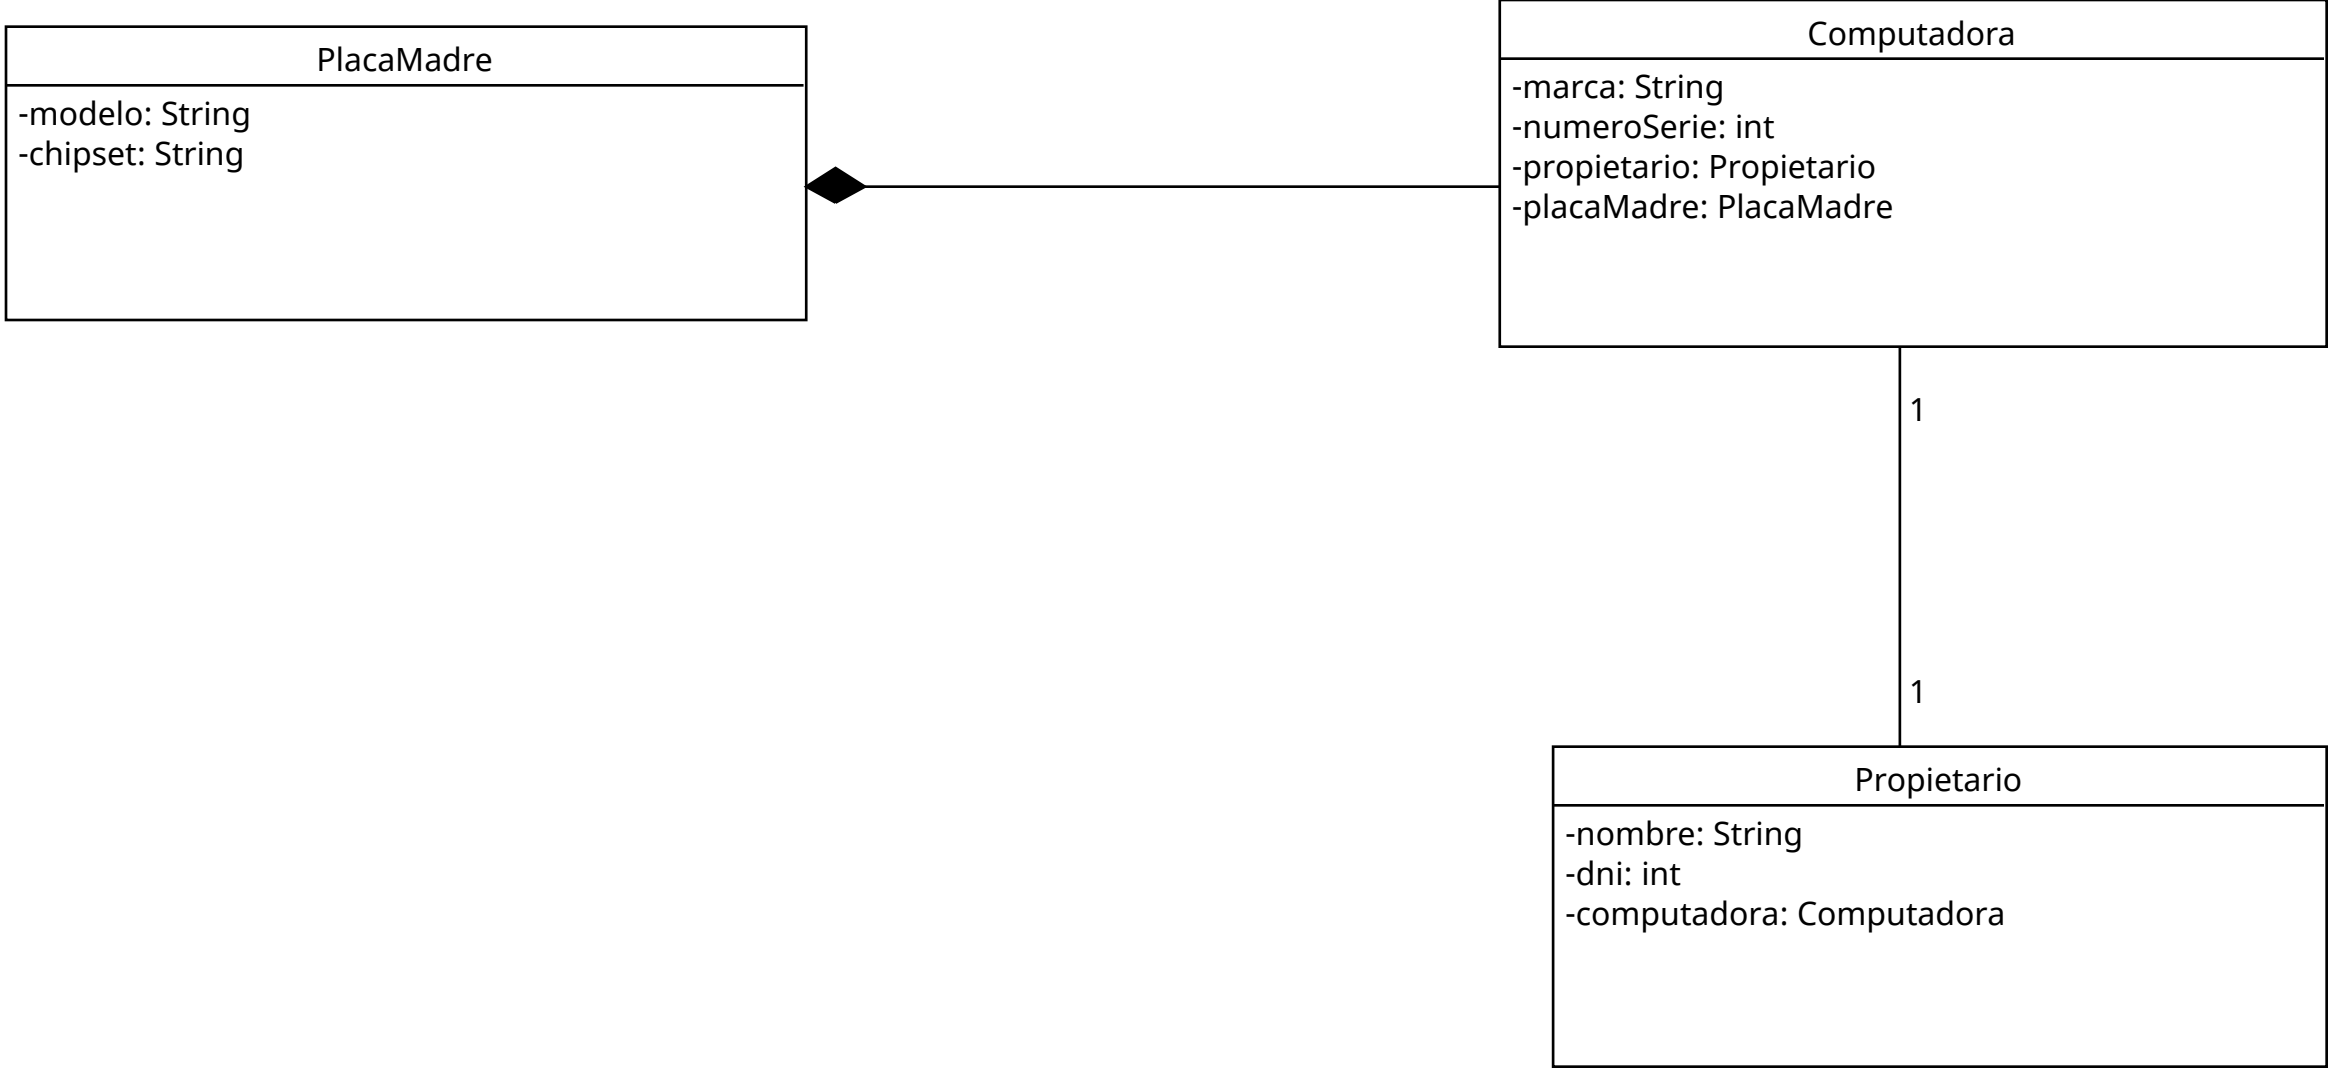 PlacaMadre
-modelo: String
-chipset: String
Computadora
-marca: String
-numeroSerie: int
-propietario: Propietario
-placaMadre: PlacaMadre
1
1
Propietario
-nombre: String
-dni: int
-computadora: Computadora